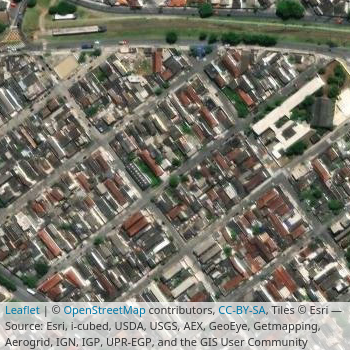 Leaflet | © OpenStreetMap contributors, CC-BY-SA, Tiles © Esri —
Source: Esri, i-cubed, USDA, USGS, AEX, GeoEye, Getmapping,
Aerogrid, IGN, IGP, UPR-EGP, and the GIS User Community